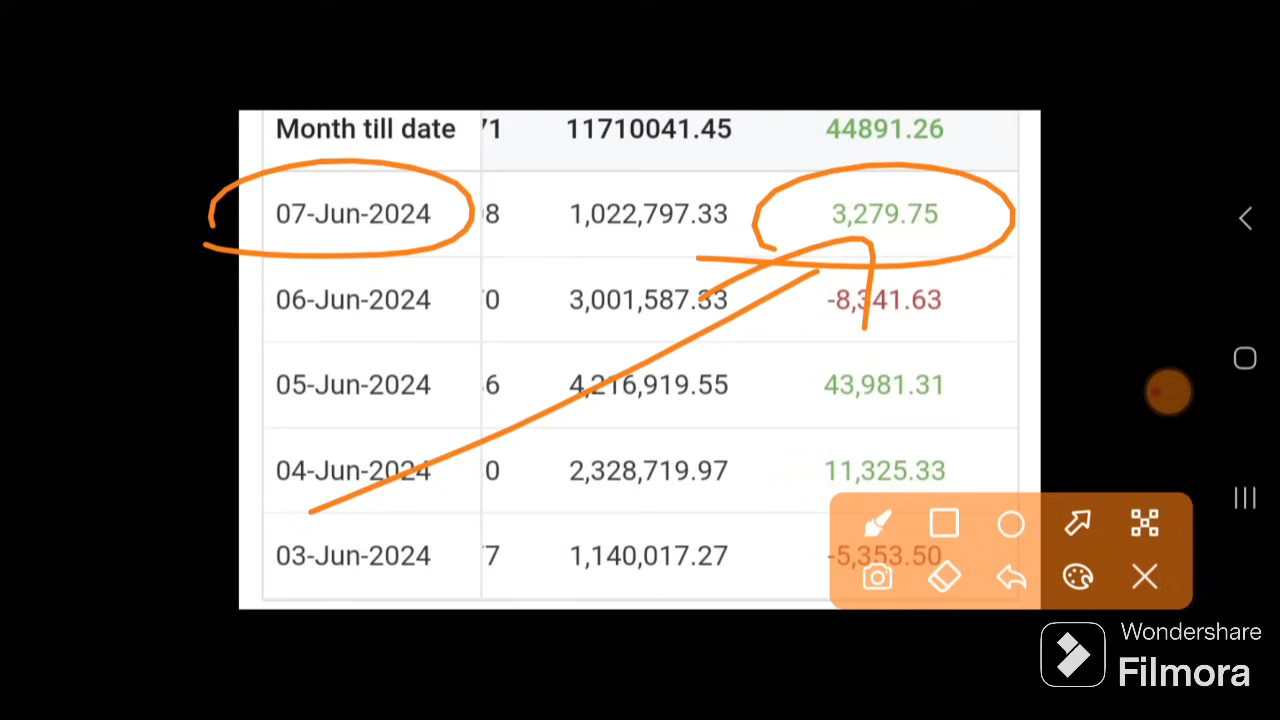 Month till date 71 11710041.45 44891.26
07-Jun-2024 8 1,022,797.33 3,279.75
06-Jun-2024 0 3,001,587.33 -8,341.63
05-Jun-2024 6 4,216,919.55 43,981.31
04-Jun-2024 0 2,328,719.97 11,325.33
03-Jun-2024 7 1,140,017.27 -5,353.50
Wondershare
Filmora